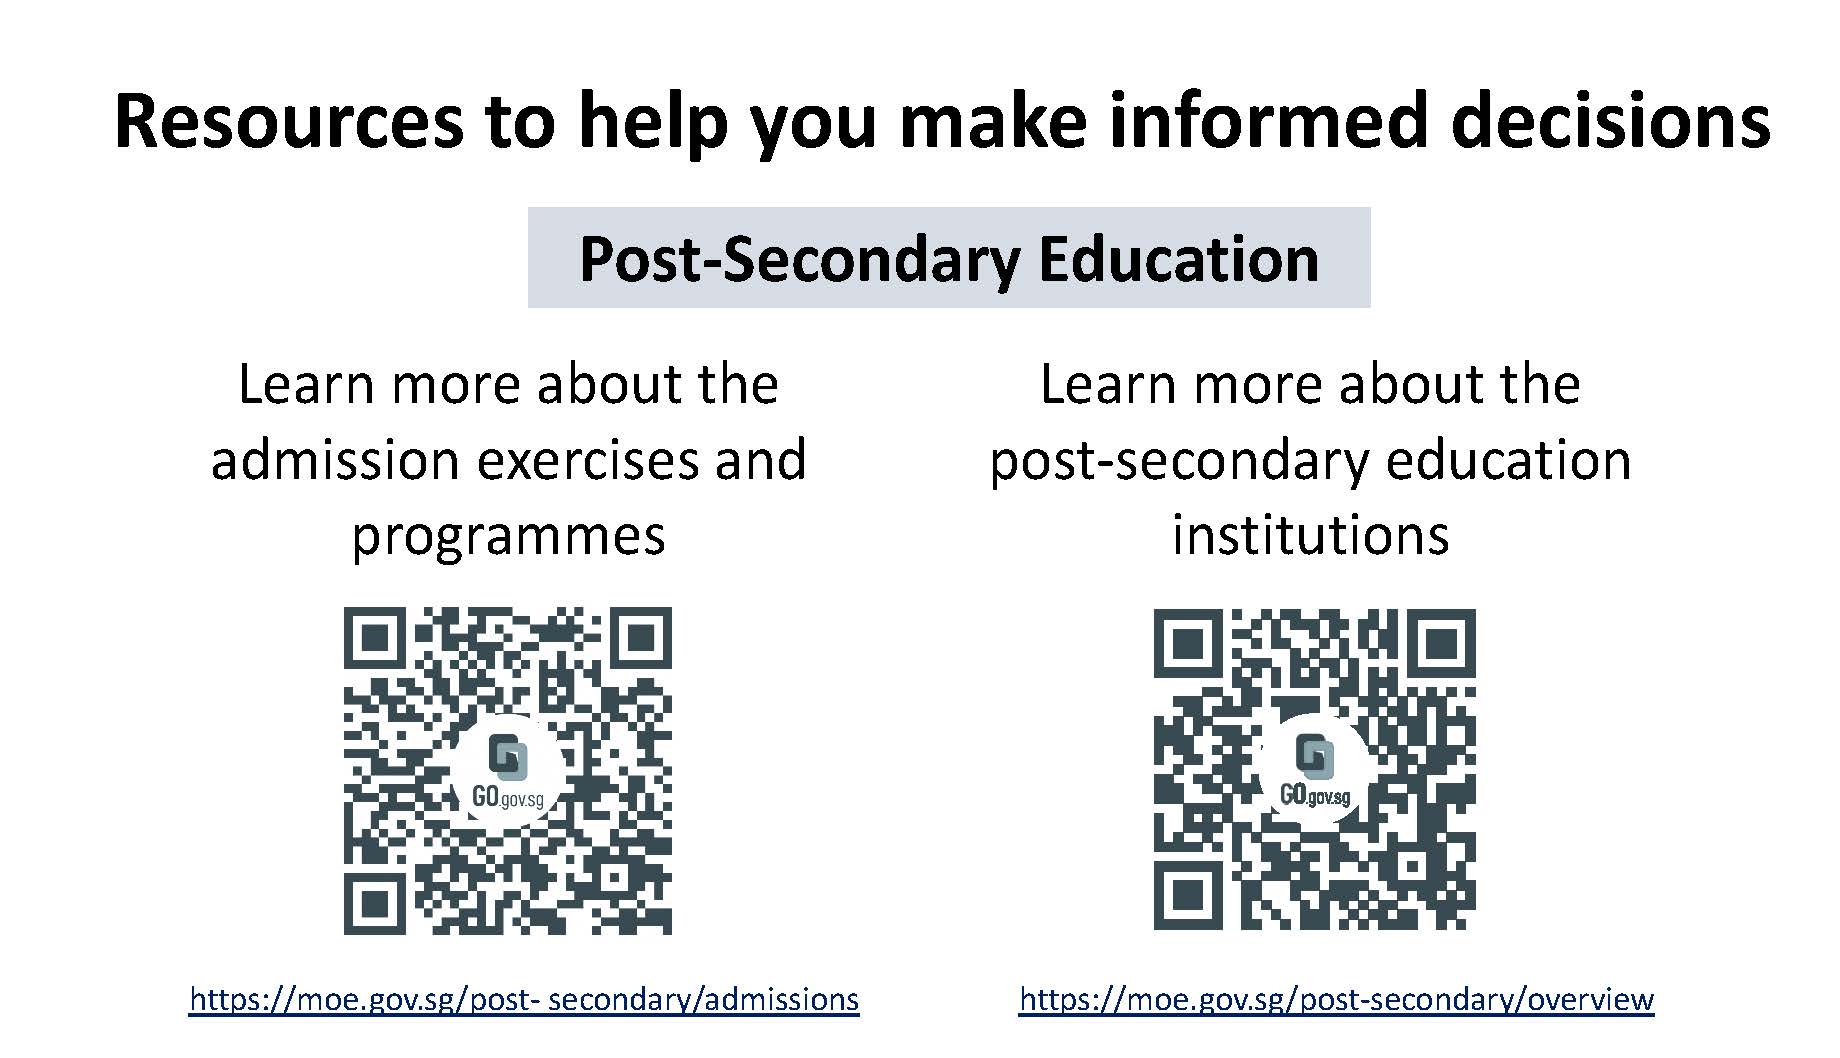 Resources to help you make informed decisions
Post-Secondary Education
Learn more about the
admission exercises and
programmes
GO.gov.sg
https://moe.gov.sg/post- secondary/admissions
Learn more about the
post-secondary education
institutions
GO.gov.sg
https://moe.gov.sg/post-secondary/overview